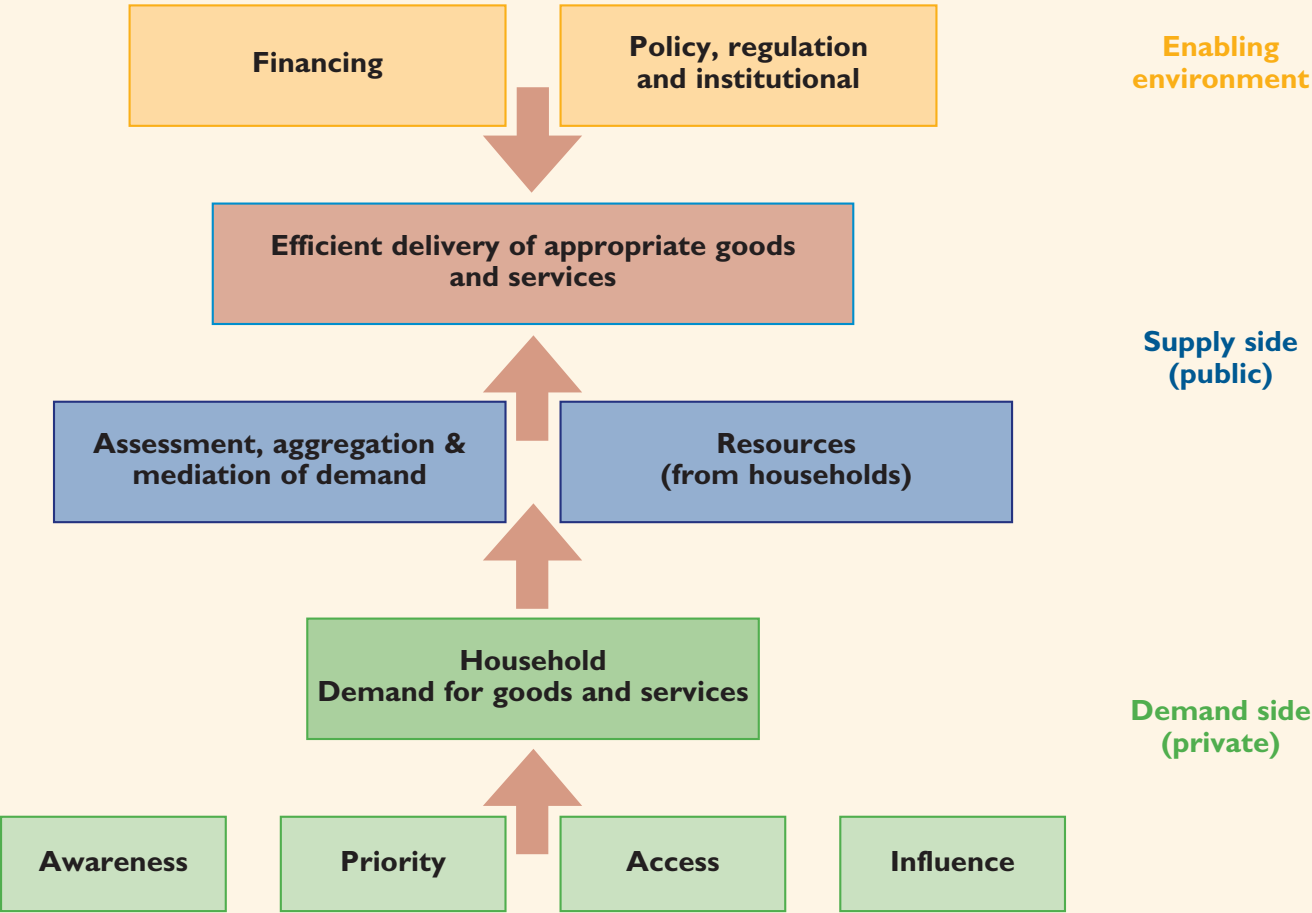 Financing
Policy, regulation
and institutional
Enabling
environment
Efficient delivery of appropriate goods
and services
Supply side
(public)
Assessment, aggregation &
mediation of demand
Resources
(from households)
Household
Demand for goods and services
Demand side
(private)
Awareness
Priority
Access
Influence